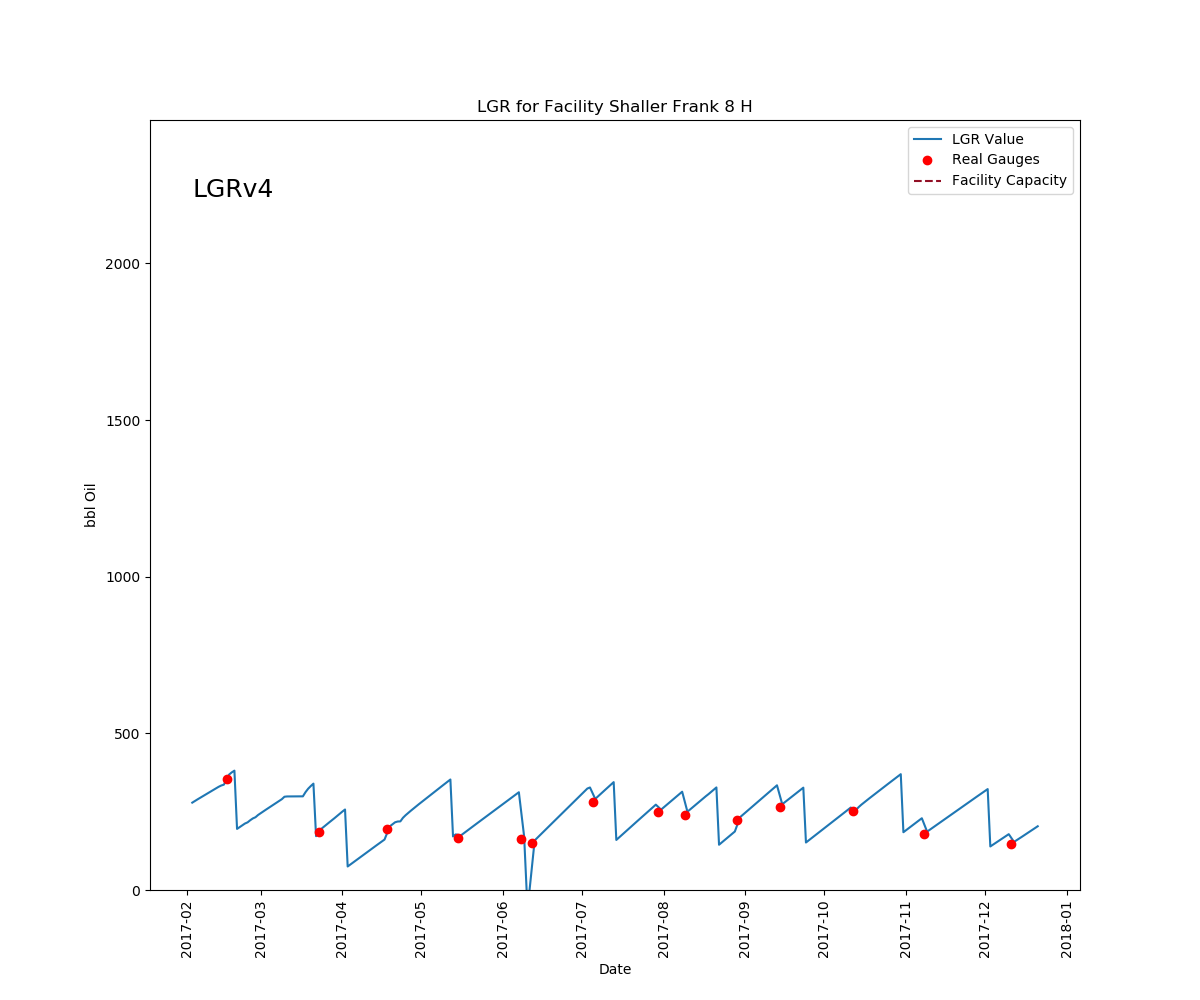 LGR for Facility Shaller Frank 8 H
LGRv4
LGR Value
Real Gauges
Facility Capacity
bbl Oil
2000
1500
1000
500
0
2017-02
2017-03
2017-04
2017-05
2017-06
2017-07
2017-08
2017-09
2017-10
2017-11
2017-12
2018-01
Date